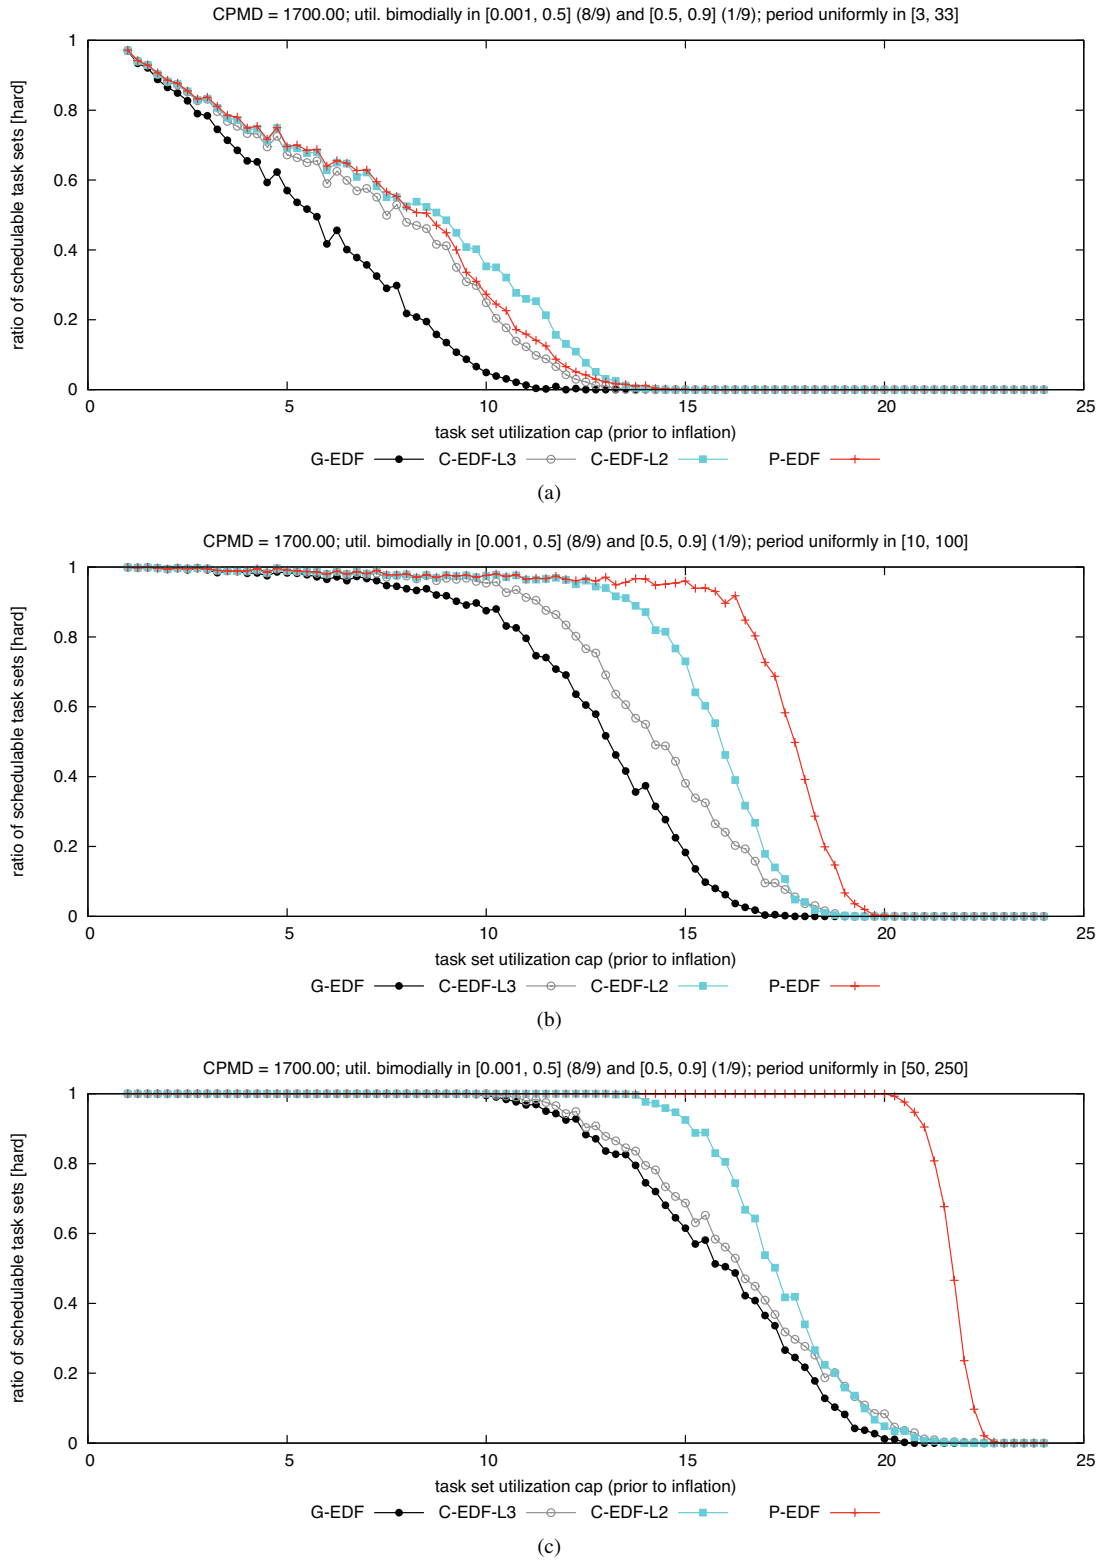 CPMD = 1700.00; util. bimodially in [0.001, 0.5] (8/9) and [0.5, 0.9] (1/9); period uniformly in [3, 33]
1
0.8
0.6
0.4
0.2
0
ratio of schedulable task sets [hard]
0 5 10 15 20 25
task set utilization cap (prior to inflation)
G-EDF C-EDF-L3 C-EDF-L2 P-EDF
(a)
CPMD = 1700.00; util. bimodially in [0.001, 0.5] (8/9) and [0.5, 0.9] (1/9); period uniformly in [10, 100]
1
0.8
0.6
0.4
0.2
0
ratio of schedulable task sets [hard]
0 5 10 15 20 25
task set utilization cap (prior to inflation)
G-EDF C-EDF-L3 C-EDF-L2 P-EDF
(b)
CPMD = 1700.00; util. bimodially in [0.001, 0.5] (8/9) and [0.5, 0.9] (1/9); period uniformly in [50, 250]
1
0.8
0.6
0.4
0.2
0
ratio of schedulable task sets [hard]
0 5 10 15 20 25
task set utilization cap (prior to inflation)
G-EDF C-EDF-L3 C-EDF-L2 P-EDF
(c)